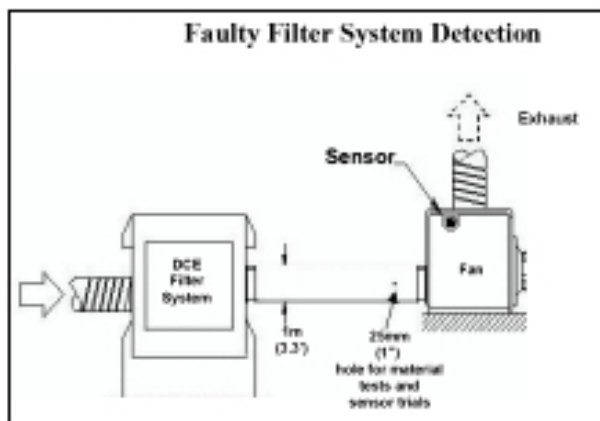 Faulty Filter System Detection
Exhaust
Sensor
DCE
Filter
System
Fan
1m
(3.3')
25mm
(1")
hole for material
tests and
sensor trials